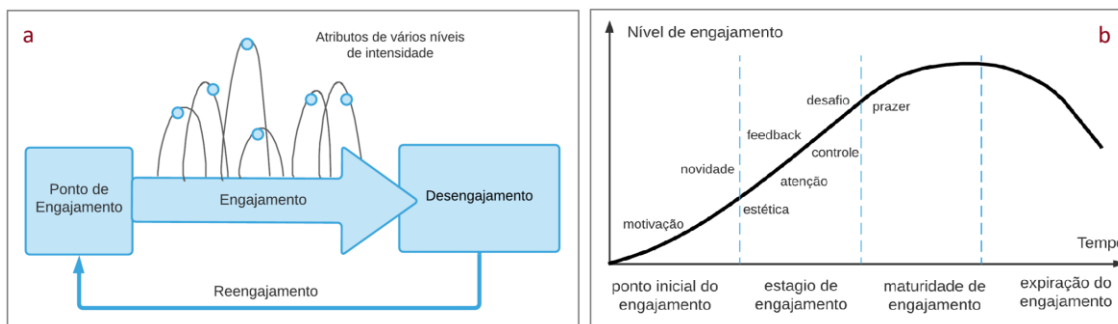 a
Atributos de vários níveis
de intensidade
Ponto de
Engajamento
Engajamento
Desengajamento
Reengajamento
b
Nível de engajamento
desafio
prazer
feedback
controle
novidade
atenção
estética
motivação
Tempo
ponto inicial do
engajamento
estagio de
engajamento
maturidade de
engajamento
expiração do
engajamento